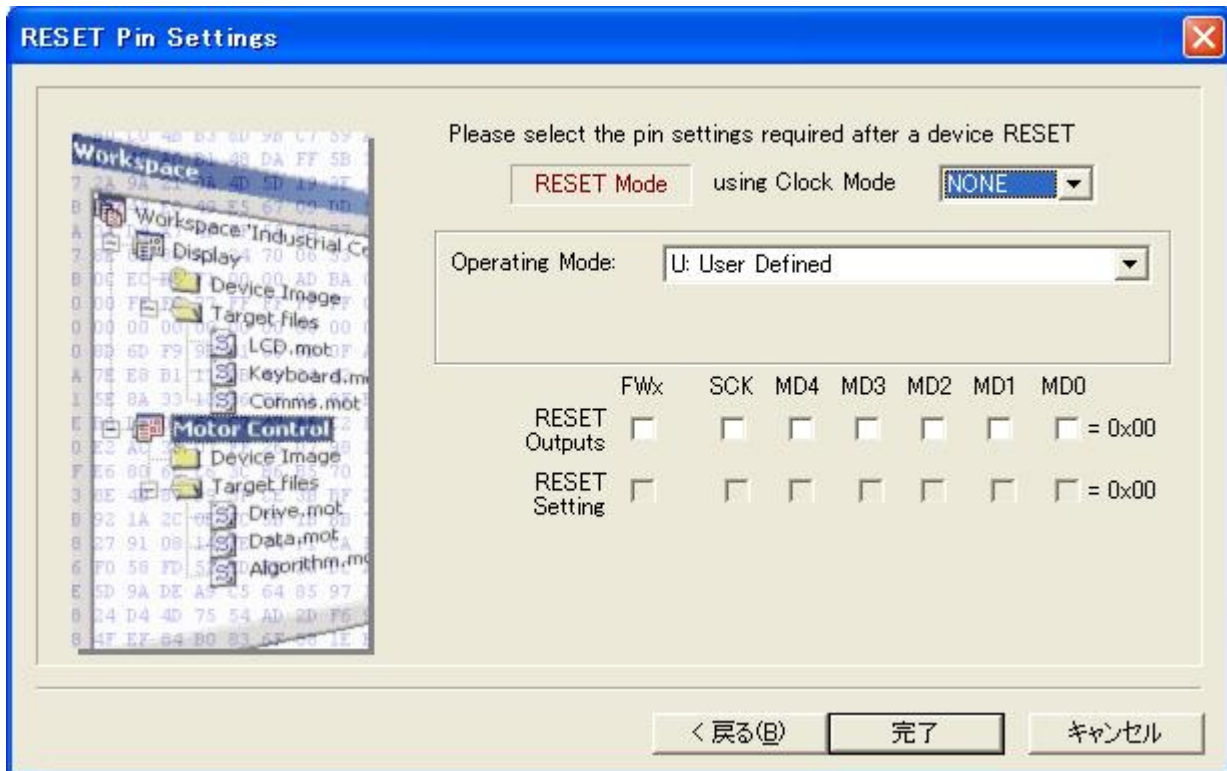 RESET Pin Settings
Workspace
Workspace 'Industrial Co
Display
Device Image
Target files
LCD.mot
Keyboard.mo
Comms.mot
Motor Control
Device Image
Target files
Drive.mot
Data.mot
Algorithm.mo
Please select the pin settings required after a device RESET
RESET Mode using Clock Mode NONE
Operating Mode: U: User Defined
FWx SCK MD4 MD3 MD2 MD1 MD0
RESET Outputs = 0x00
RESET Setting = 0x00
< 戻る(B) 完了 キャンセル